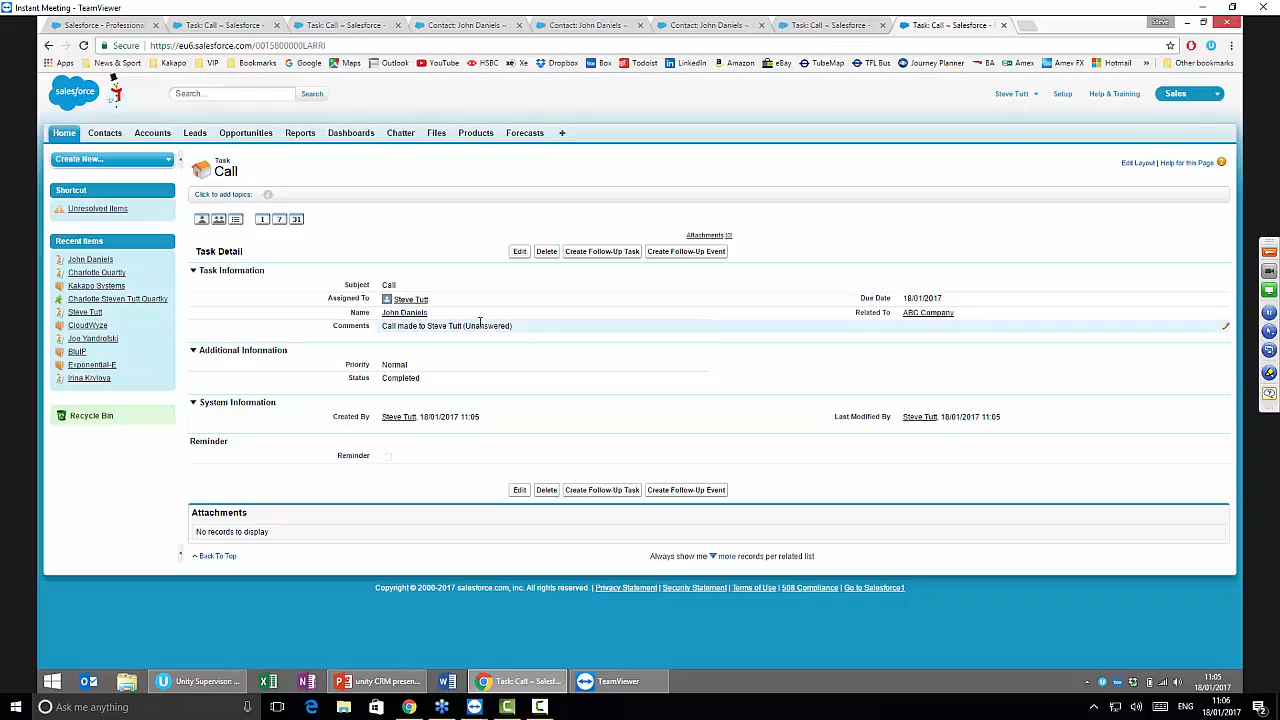 Instant Meeting - TeamViewer
Salesforce - Professional
Task: Call ~ Salesforce -
Task: Call ~ Salesforce -
Contact: John Daniels ~
Contact: John Daniels ~
Contact: John Daniels ~
Task: Call ~ Salesforce -
Task: Call ~ Salesforce -
Steve
Secure https://eu6.salesforce.com/00T5800000LARRI
Apps News & Sport Kakapo VIP Bookmarks Google Maps Outlook YouTube HSBC Xe Dropbox Box Todoist LinkedIn Amazon eBay TubeMap TFL Bus Journey Planner BA Amex Amex FX Hotmail » Other bookmarks
salesforce
'17
Search...
Search
Steve Tutt
Setup
Help & Training
Sales
Home Contacts Accounts Leads Opportunities Reports Dashboards Chatter Files Products Forecasts +
Create New...
Shortcut
Unresolved Items
Recent Items
John Daniels
Charlotte Quartly
Kakapo Systems
Charlotte Steven Tutt Quartky
Steve Tutt
CloudWyze
Joe Yandrofski
BluIP
Exponential-E
Irina Krylova
Recycle Bin
Task
Call
Edit Layout | Help for this Page
Click to add topics:
1 7 31
Attachments [0]
Task Detail
Edit Delete Create Follow-Up Task Create Follow-Up Event
Task Information
Subject Call
Assigned To Steve Tutt
Due Date 18/01/2017
Name John Daniels
Related To ABC Company
Comments Call made to Steve Tutt (Unanswered)
Additional Information
Priority Normal
Status Completed
System Information
Created By Steve Tutt, 18/01/2017 11:05
Last Modified By Steve Tutt, 18/01/2017 11:05
Reminder
Reminder
Edit Delete Create Follow-Up Task Create Follow-Up Event
Attachments
No records to display
^ Back To Top
Always show me more records per related list
Copyright © 2000-2017 salesforce.com, inc. All rights reserved. | Privacy Statement | Security Statement | Terms of Use | 508 Compliance | Go to Salesforce1
Unity Supervisor: ...
unity CRM presen...
Task: Call ~ Salesf...
TeamViewer
11:05
18/01/2017
Ask me anything
ENG
11:06
18/01/2017